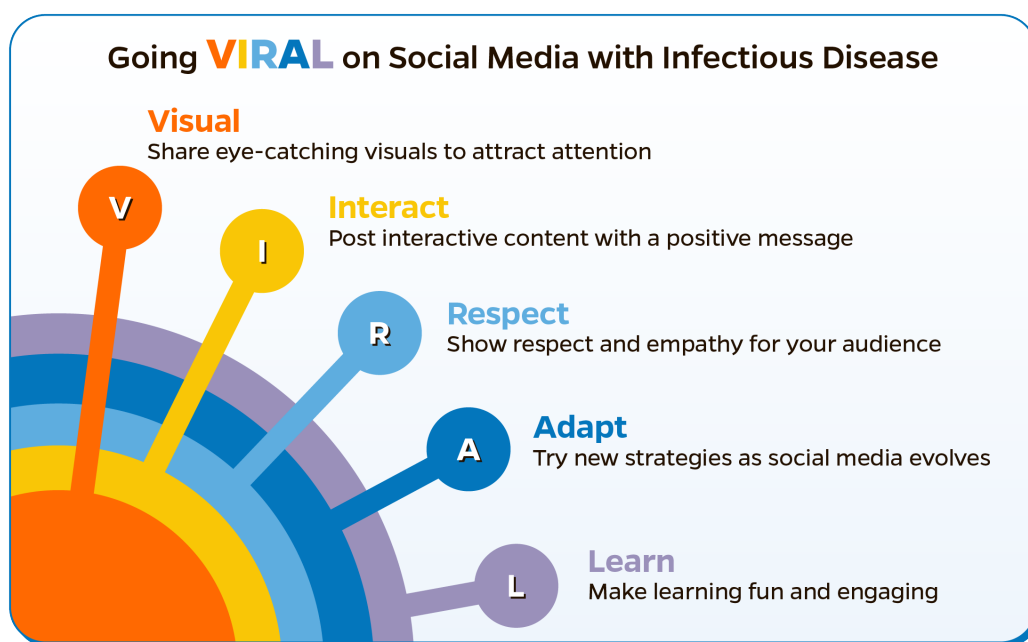 Going VIRAL on Social Media with Infectious Disease
Visual
Share eye-catching visuals to attract attention
V
Interact
Post interactive content with a positive message
I
Respect
Show respect and empathy for your audience
R
Adapt
Try new strategies as social media evolves
A
Learn
Make learning fun and engaging
L